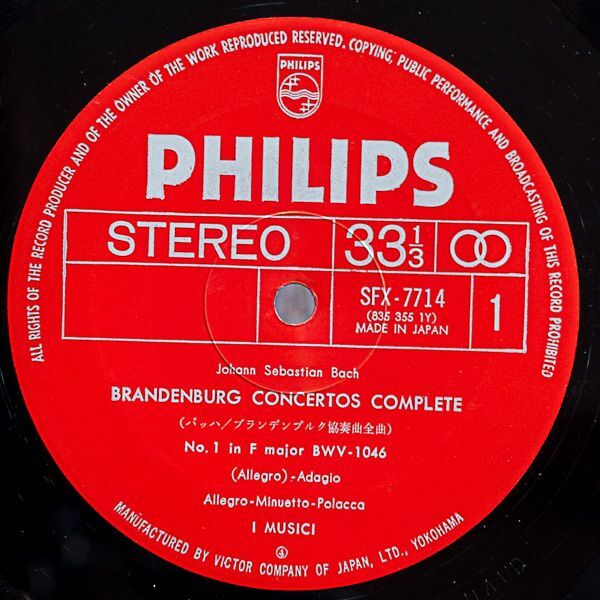 ALL RIGHTS OF THE RECORD PRODUCER AND OF THE OWNER OF THE WORK REPRODUCED RESERVED. COPYING, PUBLIC PERFORMANCE AND BROADCASTING OF THIS RECORD PROHIBITED
PHILIPS
PHILIPS
STEREO
33 1/3
SFX-7714
(835 355 1Y)
MADE IN JAPAN
1
Johann Sebastian Bach
BRANDENBURG CONCERTOS COMPLETE
(バッハ/ブランデンブルク協奏曲全曲)
No. 1 in F major BWV-1046
(Allegro)-Adagio
Allegro-Minuetto-Polacca
I MUSICI
④
MANUFACTURED BY VICTOR COMPANY OF JAPAN, LTD., YOKOHAMA